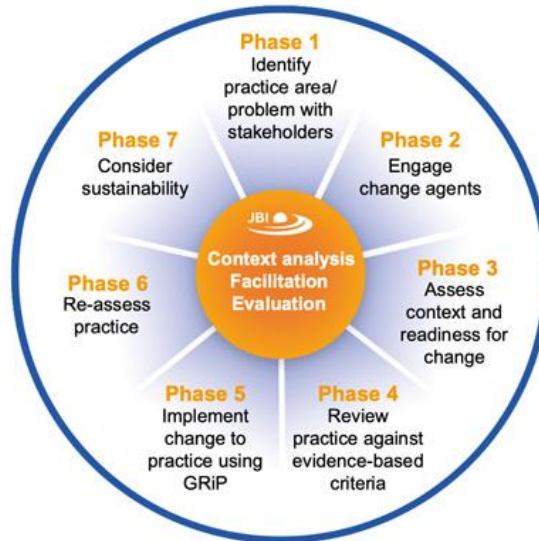 Phase 1
Identify
practice area/
problem with
stakeholders
Phase 2
Engage
change agents
Phase 3
Assess
context and
readiness for
change
Phase 4
Review
practice against
evidence-based
criteria
Phase 5
Implement
change to
practice using
GRiP
Phase 6
Re-assess
practice
Phase 7
Consider
sustainability
JBI
Context analysis
Facilitation
Evaluation